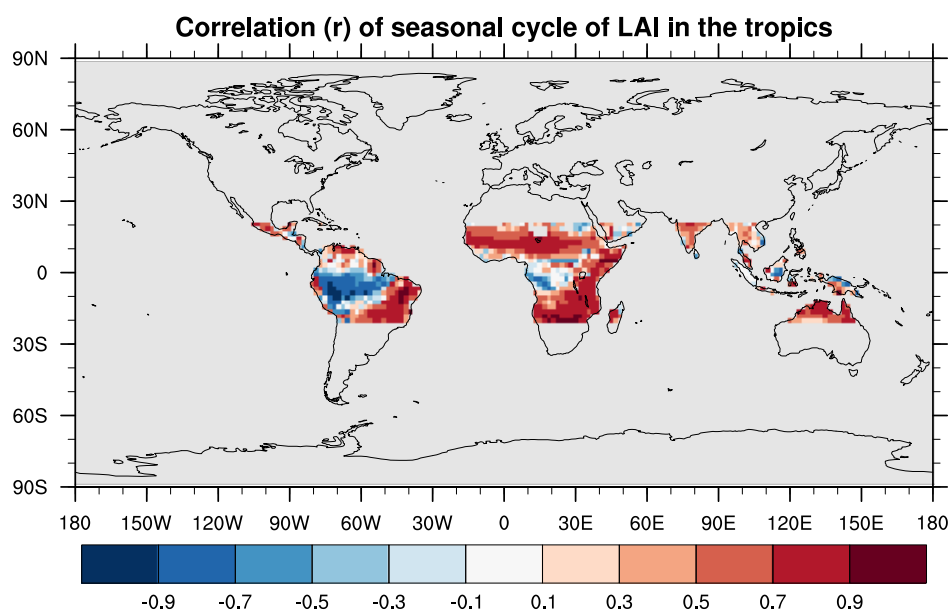 Correlation (r) of seasonal cycle of LAI in the tropics
90N
60N
30N
0
30S
60S
90S
180 150W 120W 90W 60W 30W 0 30E 60E 90E 120E 150E 180
-0.9 -0.7 -0.5 -0.3 -0.1 0.1 0.3 0.5 0.7 0.9